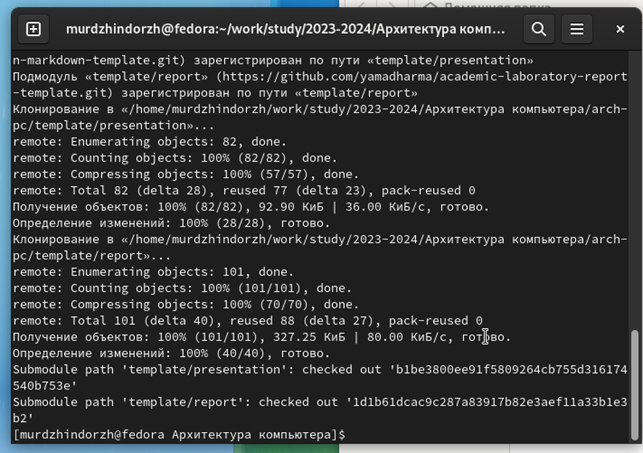 murdzhindorzh@fedora:~/work/study/2023-2024/Архитектура комп...
n-markdown-template.git) зарегистрирован по пути «template/presentation»
Подмодуль «template/report» (https://github.com/yamadharma/academic-laboratory-report
-template.git) зарегистрирован по пути «template/report»
Клонирование в «/home/murdzhindorzh/work/study/2023-2024/Архитектура компьютера/arch-
pc/template/presentation»...
remote: Enumerating objects: 82, done.
remote: Counting objects: 100% (82/82), done.
remote: Compressing objects: 100% (57/57), done.
remote: Total 82 (delta 28), reused 77 (delta 23), pack-reused 0
Получение объектов: 100% (82/82), 92.90 КиБ | 36.00 КиБ/с, готово.
Определение изменений: 100% (28/28), готово.
Клонирование в «/home/murdzhindorzh/work/study/2023-2024/Архитектура компьютера/arch-
pc/template/report»...
remote: Enumerating objects: 101, done.
remote: Counting objects: 100% (101/101), done.
remote: Compressing objects: 100% (70/70), done.
remote: Total 101 (delta 40), reused 88 (delta 27), pack-reused 0
Получение объектов: 100% (101/101), 327.25 КиБ | 80.00 КиБ/с, готово.
Определение изменений: 100% (40/40), готово.
Submodule path 'template/presentation': checked out 'b1be3800ee91f5809264cb755d316174
540b753e'
Submodule path 'template/report': checked out '1d1b61dcac9c287a83917b82e3aef11a33b1e3
b2'
[murdzhindorzh@fedora Архитектура компьютера]$